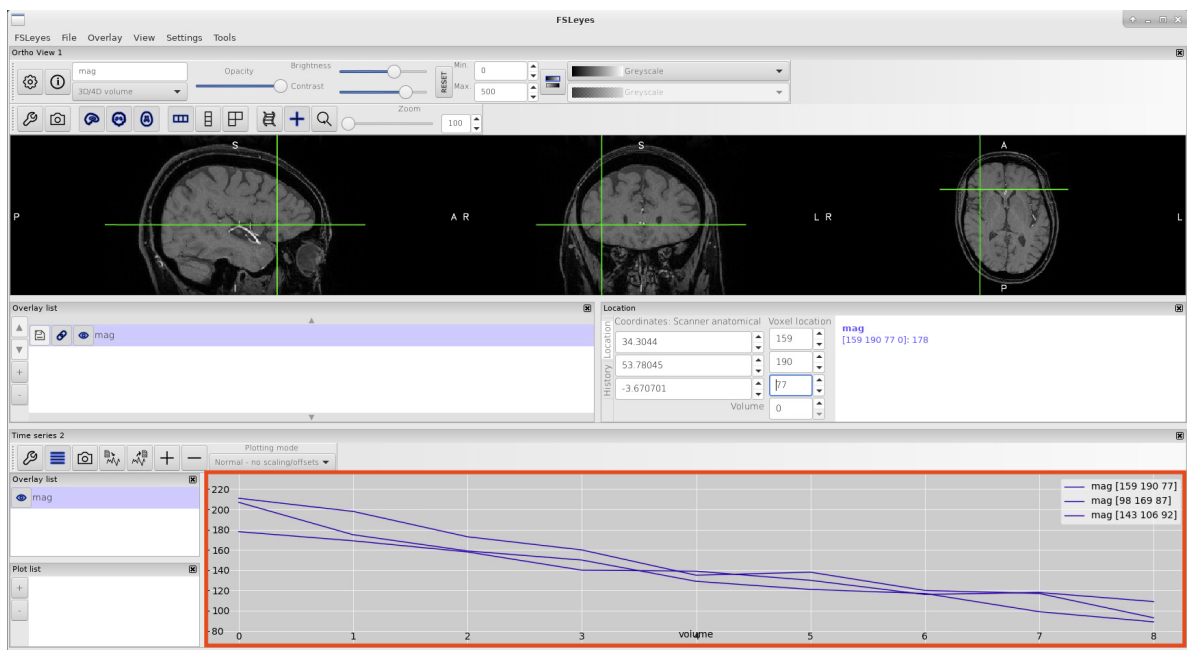 FSLeyes
FSLeyes File Overlay View Settings Tools
Ortho View 1
mag
3D/4D volume
Opacity
Brightness
Contrast
RESET
Min.
0
Max.
500
Greyscale
Greyscale
Zoom
100
S
P
A
I
S
R
L
I
A
R
L
P
Overlay list
mag
Location
Location
History
Coordinates: Scanner anatomical
34.3044
53.78045
-3.670701
Voxel location
159
190
77
Volume
0
mag
[159 190 77 0]: 178
Time series 2
Plotting mode
Normal - no scaling/offsets
Overlay list
mag
Plot list
+
-
220
200
180
160
140
120
100
80
0 1 2 3 4 5 6 7 8
volume
mag [159 190 77]
mag [98 169 87]
mag [143 106 92]